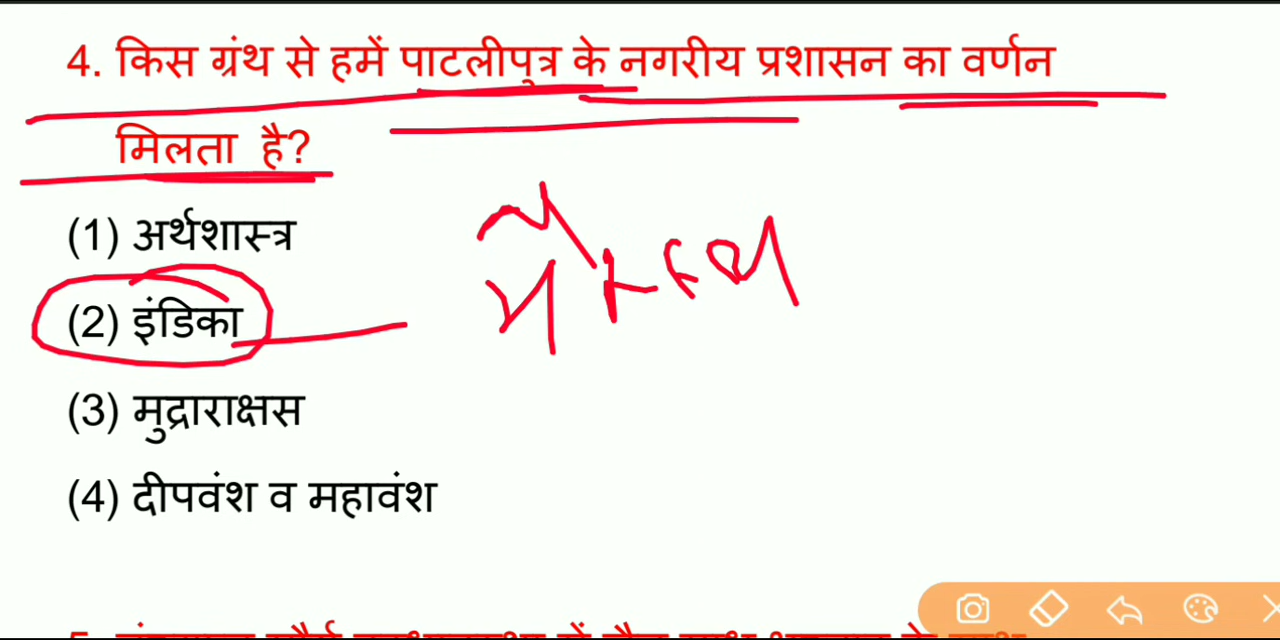 4. किस ग्रंथ से हमें पाटलीपुत्र के नगरीय प्रशासन का वर्णन
मिलता है?
(1) अर्थशास्त्र
(2) इंडिका
(3) मुद्राराक्षस
(4) दीपवंश व महावंश